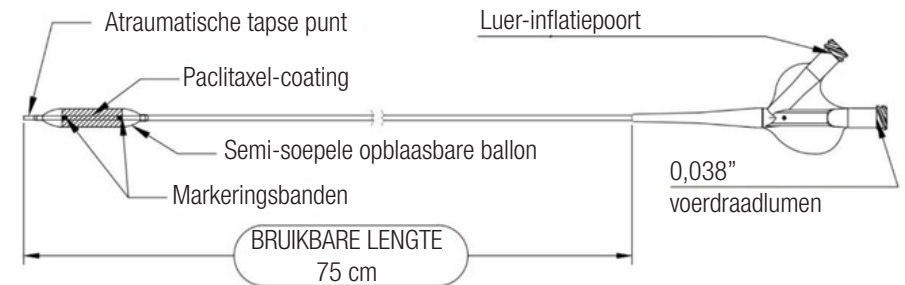 Atraumatische tapse punt
Luer-inflatiepoort
Paclitaxel-coating
Semi-soepele opblaasbare ballon
Markeringsbanden
0,038”
voerdraadlumen
BRUIKBARE LENGTE
75 cm